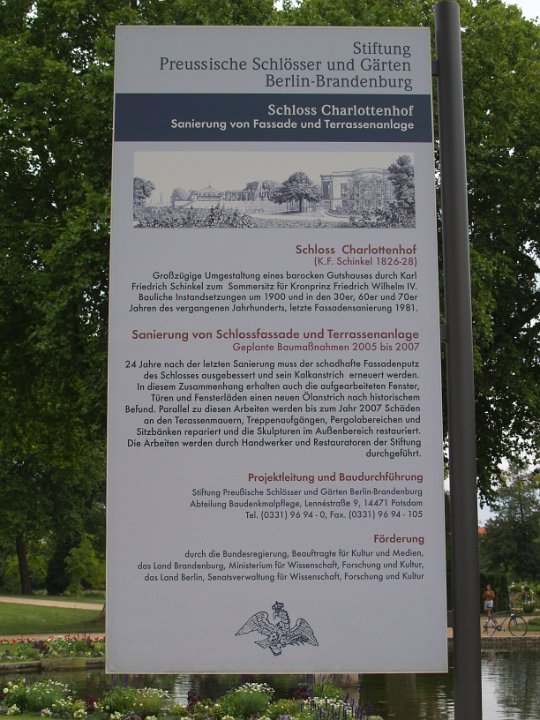 Stiftung
Preussische Schlösser und Gärten
Berlin-Brandenburg
Schloss Charlottenhof
Sanierung von Fassade und Terrassenanlage
Schloss Charlottenhof
(K.F. Schinkel 1826-28)
Großzügige Umgestaltung eines barocken Gutshauses durch Karl
Friedrich Schinkel zum Sommersitz für Kronprinz Friedrich Wilhelm IV.
Bauliche Instandsetzungen um 1900 und in den 30er, 60er und 70er
Jahren des vergangenen Jahrhunderts, letzte Fassadensanierung 1981.
Sanierung von Schlossfassade und Terrassenanlage
Geplante Baumaßnahmen 2005 bis 2007
24 Jahre nach der letzten Sanierung muss der schadhafte Fassadenputz
des Schlosses ausgebessert und sein Kalkanstrich erneuert werden.
In diesem Zusammenhang erhalten auch die aufgearbeiteten Fenster,
Türen und Fensterläden einen neuen Ölanstrich nach historischem
Befund. Parallel zu diesen Arbeiten werden bis zum Jahr 2007 Schäden
an den Terrassenmauern, Treppenaufgängen, Pergolabereichen und
Sitzbänken repariert und die Skulpturen im Außenbereich restauriert.
Die Arbeiten werden durch Handwerker und Restauratoren der Stiftung
durchgeführt.
Projektleitung und Baudurchführung
Stiftung Preußische Schlösser und Gärten Berlin-Brandenburg
Abteilung Baudenkmalpflege, Lennéstraße 9, 14471 Potsdam
Tel. (0331) 96 94 - 0, Fax. (0331) 96 94 - 105
Förderung
durch die Bundesregierung, Beauftragte für Kultur und Medien,
das Land Brandenburg, Ministerium für Wissenschaft, Forschung und Kultur,
das Land Berlin, Senatsverwaltung für Wissenschaft, Forschung und Kultur